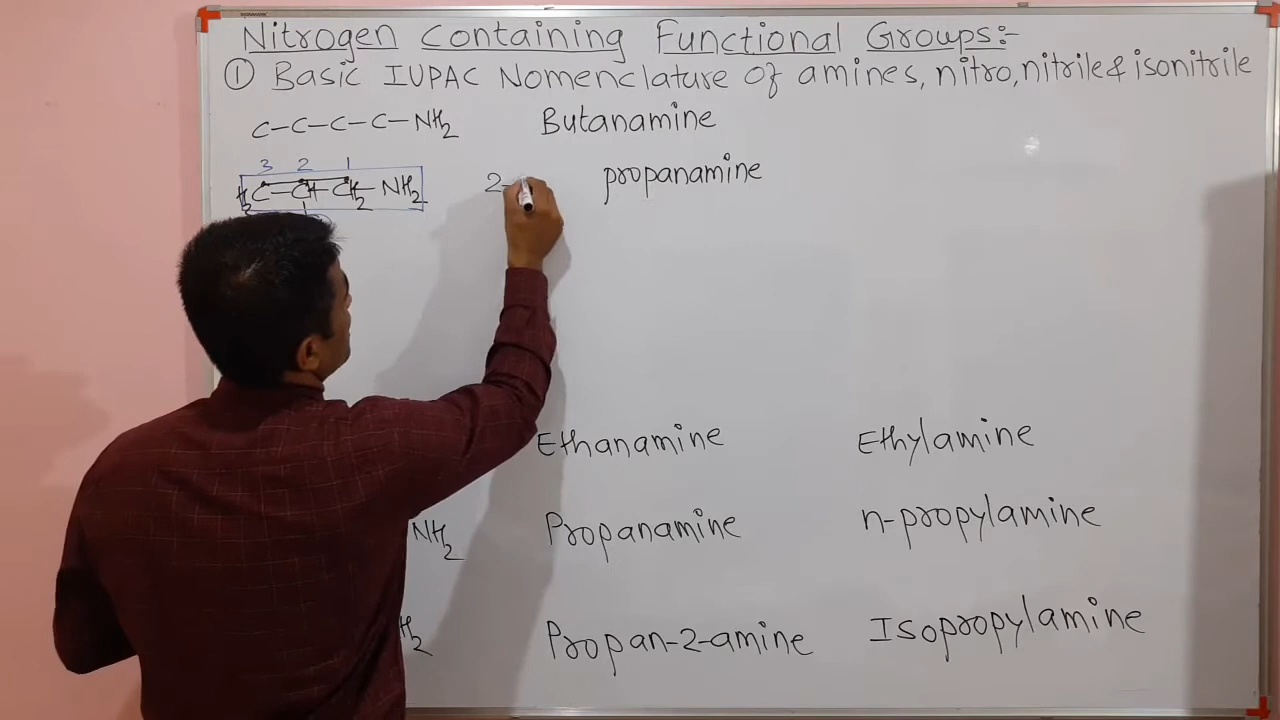 Nitrogen Containing Functional Groups:-
① Basic IUPAC Nomenclature of amines, nitro, nitrile & isonitrile
C-C-C-C-NH2 Butanamine
3 2 1
H3C-CH-CH2-NH2 2- propanamine
Ethanamine Ethylamine
NH2 Propanamine n-propylamine
H2 Propan-2-amine Isopropylamine